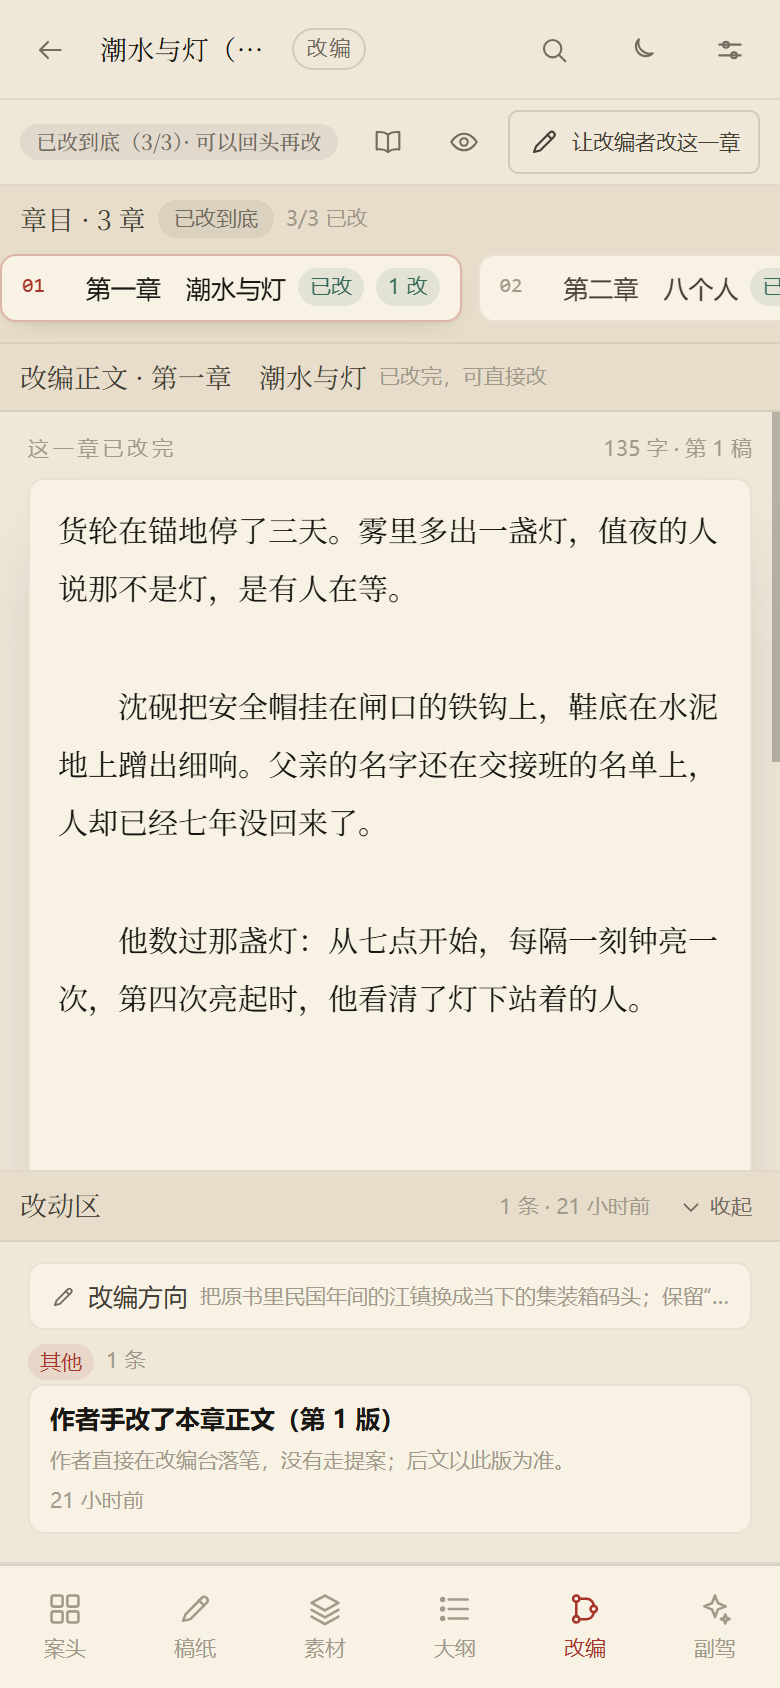 潮水与灯（… 改编
已改到底（3/3）· 可以回头再改 让改编者改这一章
章目 · 3 章 已改到底 3/3 已改
01 第一章　潮水与灯 已改 1 改 02 第二章　八个人
改编正文 · 第一章　潮水与灯 已改完，可直接改
这一章已改完 135 字 · 第 1 稿
货轮在锚地停了三天。雾里多出一盏灯，值夜的人
说那不是灯，是有人在等。
沈砚把安全帽挂在闸口的铁钩上，鞋底在水泥
地上蹭出细响。父亲的名字还在交接班的名单上，
人却已经七年没回来了。
他数过那盏灯：从七点开始，每隔一刻钟亮一
次，第四次亮起时，他看清了灯下站着的人。
改动区 1 条 · 21 小时前 收起
改编方向 把原书里民国年间的江镇换成当下的集装箱码头；保留“…
其他 1 条
作者手改了本章正文（第 1 版）
作者直接在改编台落笔，没有走提案；后文以此版为准。
21 小时前
案头 稿纸 素材 大纲 改编 副驾